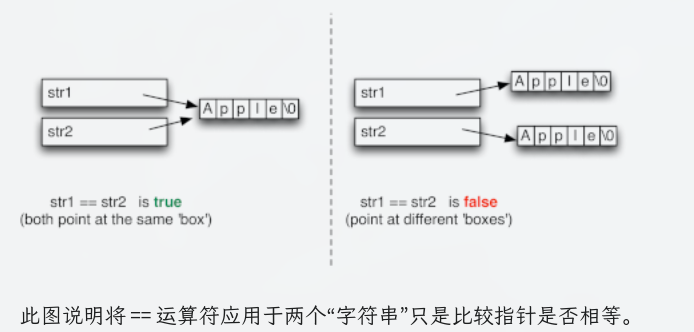 str1
str2
A p p l e \0
str1 == str2 is true
(both point at the same 'box')
str1
str2
A p p l e \0
A p p l e \0
str1 == str2 is false
(point at different 'boxes')
此图说明将 == 运算符应用于两个“字符串”只是比较指针是否相等。